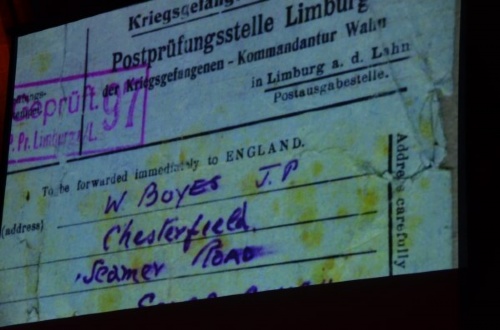 Kriegsgefang
Postprüfungsstelle Limburg
der Kriegsgefangenen - Kommandantur Wahn
in Limburg a. d. Lahn
Postausgabestelle.
Geprüft 97
To be forwarded immediately to ENGLAND.
(address)
W. BOYES J.P
Chesterfield
Seamer ROAD
Address carefully